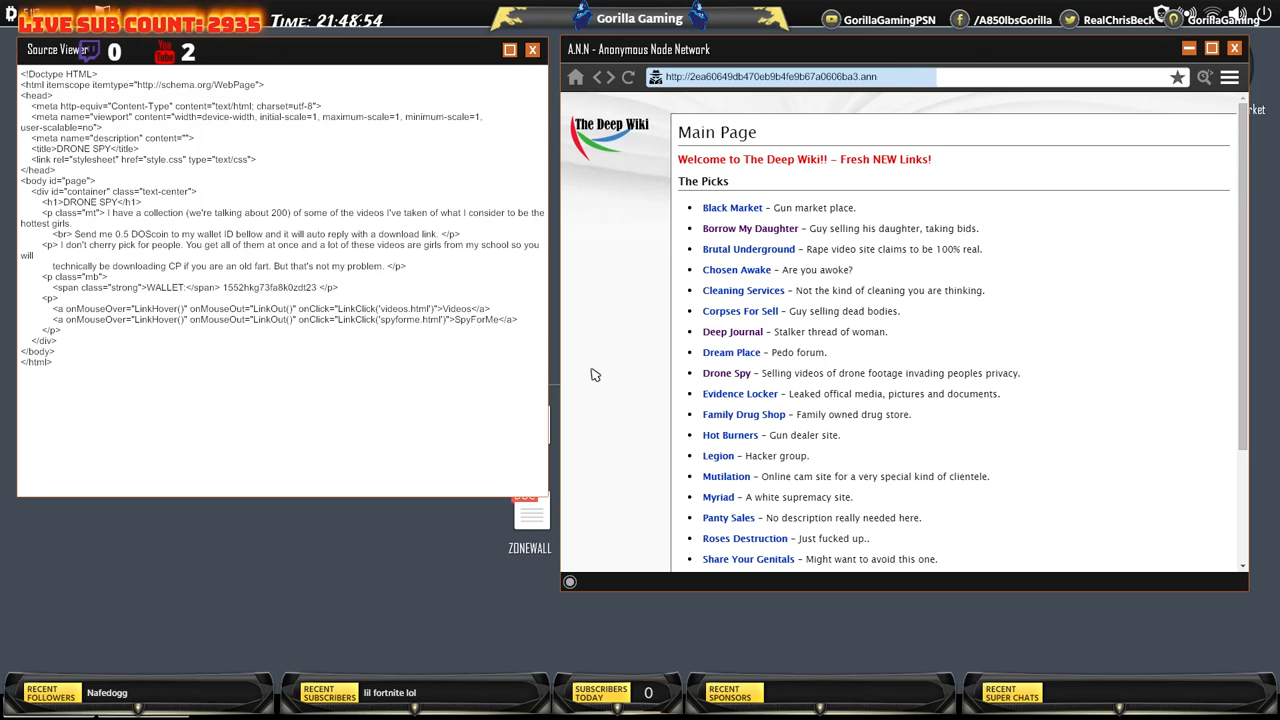 LIVE SUB COUNT: 2935
TIME: 21:48:54
Gorilla Gaming
GorillaGamingPSN
/A850lbsGorilla
RealChrisBeck
GorillaGaming
Source Viewer
0
2
<!Doctype HTML>
<html itemscope itemtype="http://schema.org/WebPage">
<head>
<meta http-equiv="Content-Type" content="text/html; charset=utf-8">
<meta name="viewport" content="width=device-width, initial-scale=1, maximum-scale=1, minimum-scale=1,
user-scalable=no">
<meta name="description" content="">
<title>DRONE SPY</title>
<link rel="stylesheet" href="style.css" type="text/css">
</head>
<body id="page">
<div id="container" class="text-center">
<h1>DRONE SPY</h1>
<p class="mt"> I have a collection (we're talking about 200) of some of the videos I've taken of what I consider to be the
hottest girls.
<br> Send me 0.5 DOScoin to my wallet ID bellow and it will auto reply with a download link. </p>
<p> I don't cherry pick for people. You get all of them at once and a lot of these videos are girls from my school so you
will
technically be downloading CP if you are an old fart. But that's not my problem. </p>
<p class="mb">
<span class="strong">WALLET:</span> 1552hkg73fa8k0zdt23 </p>
<p>
<a onMouseOver="LinkHover()" onMouseOut="LinkOut()" onClick="LinkClick('videos.html')">Videos</a>
<a onMouseOver="LinkHover()" onMouseOut="LinkOut()" onClick="LinkClick('spyforme.html')">SpyForMe</a>
</p>
</div>
</body>
</html>
ZONEWALL
A.N.N - Anonymous Node Network
http://2ea60649db470eb9b4fe9b67a0606ba3.ann
The Deep Wiki
Main Page
Welcome to The Deep Wiki!! – Fresh NEW Links!
The Picks
Black Market – Gun market place.
Borrow My Daughter – Guy selling his daughter, taking bids.
Brutal Underground – Rape video site claims to be 100% real.
Chosen Awake – Are you awoke?
Cleaning Services – Not the kind of cleaning you are thinking.
Corpses For Sell – Guy selling dead bodies.
Deep Journal – Stalker thread of woman.
Dream Place – Pedo forum.
Drone Spy – Selling videos of drone footage invading peoples privacy.
Evidence Locker – Leaked offical media, pictures and documents.
Family Drug Shop – Family owned drug store.
Hot Burners – Gun dealer site.
Legion – Hacker group.
Mutilation – Online cam site for a very special kind of clientele.
Myriad – A white supremacy site.
Panty Sales – No description really needed here.
Roses Destruction – Just fucked up..
Share Your Genitals – Might want to avoid this one.
RECENT FOLLOWERS
Nafedogg
RECENT SUBSCRIBERS
lil fortnite lol
SUBSCRIBERS TODAY
0
RECENT SPONSORS
RECENT SUPER CHATS